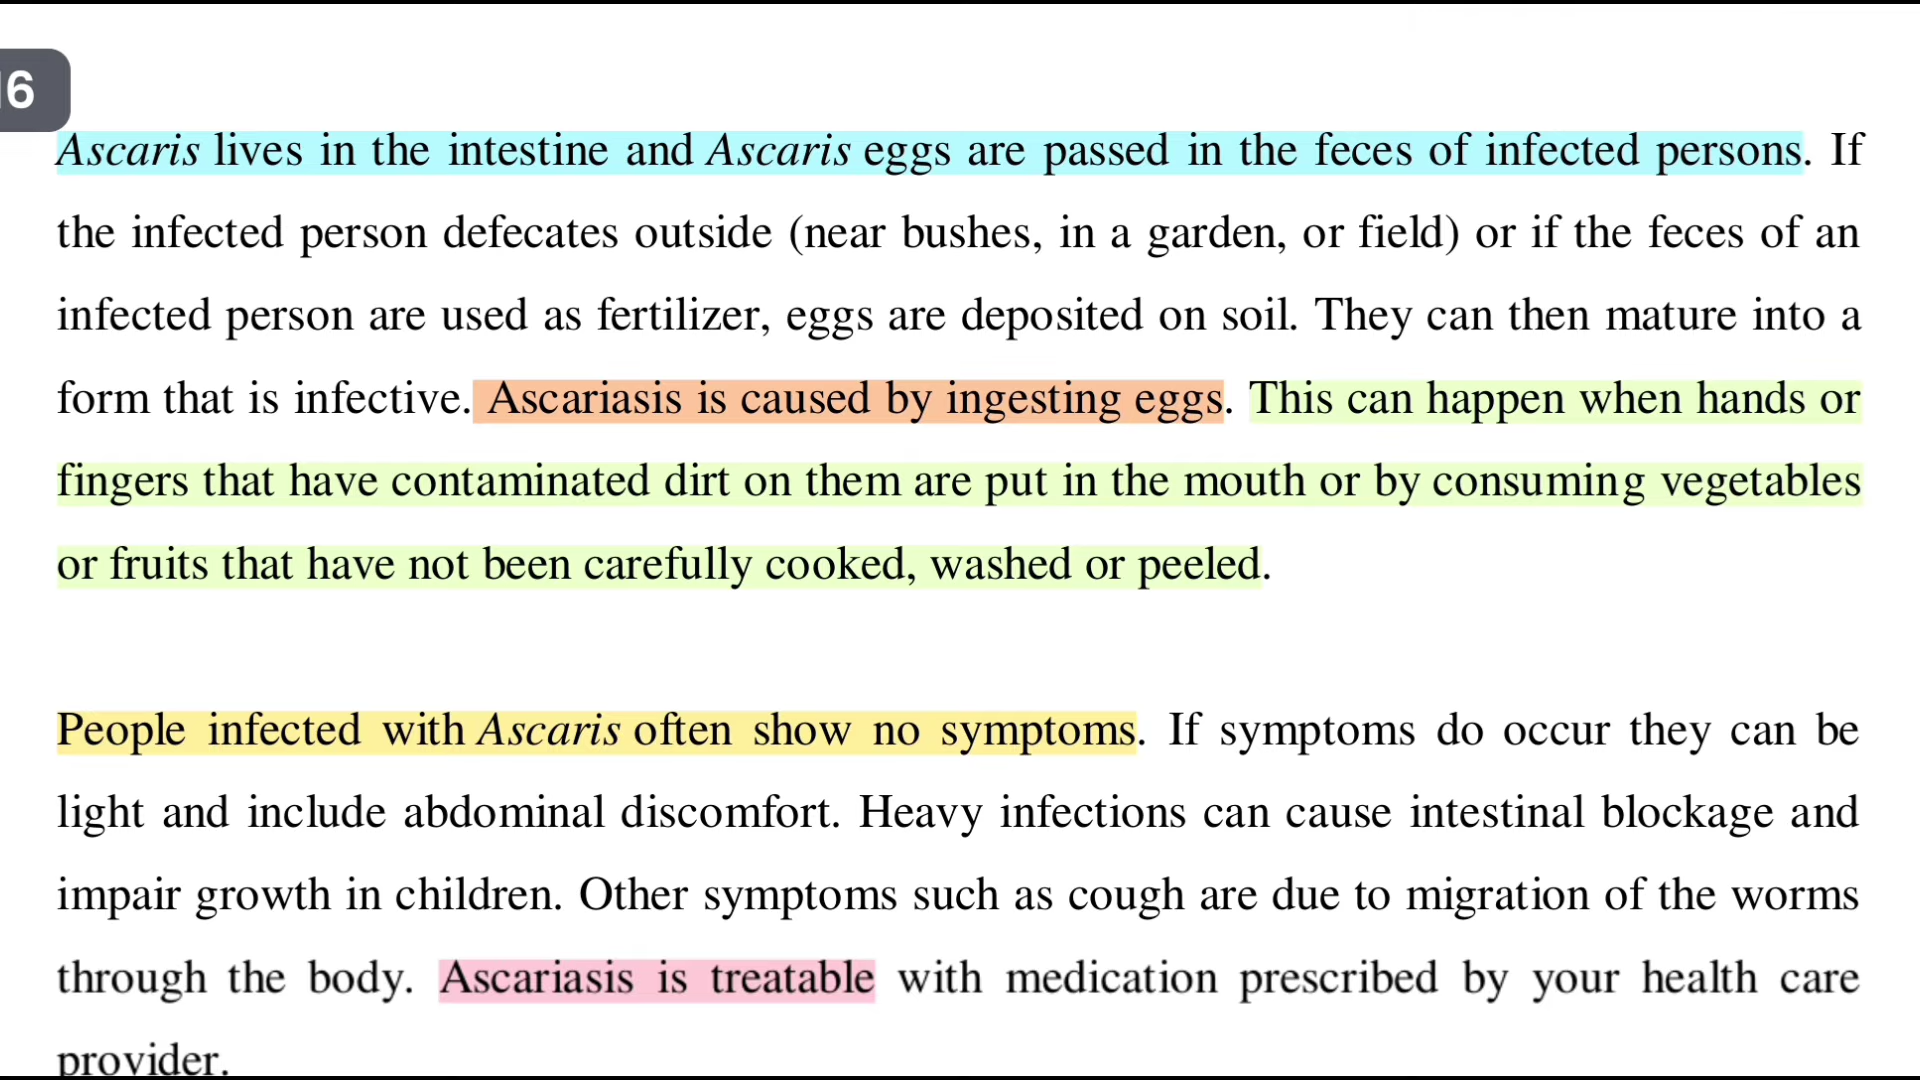 16
Ascaris lives in the intestine and Ascaris eggs are passed in the feces of infected persons. If
the infected person defecates outside (near bushes, in a garden, or field) or if the feces of an
infected person are used as fertilizer, eggs are deposited on soil. They can then mature into a
form that is infective. Ascariasis is caused by ingesting eggs. This can happen when hands or
fingers that have contaminated dirt on them are put in the mouth or by consuming vegetables
or fruits that have not been carefully cooked, washed or peeled.
People infected with Ascaris often show no symptoms. If symptoms do occur they can be
light and include abdominal discomfort. Heavy infections can cause intestinal blockage and
impair growth in children. Other symptoms such as cough are due to migration of the worms
through the body. Ascariasis is treatable with medication prescribed by your health care
provider.